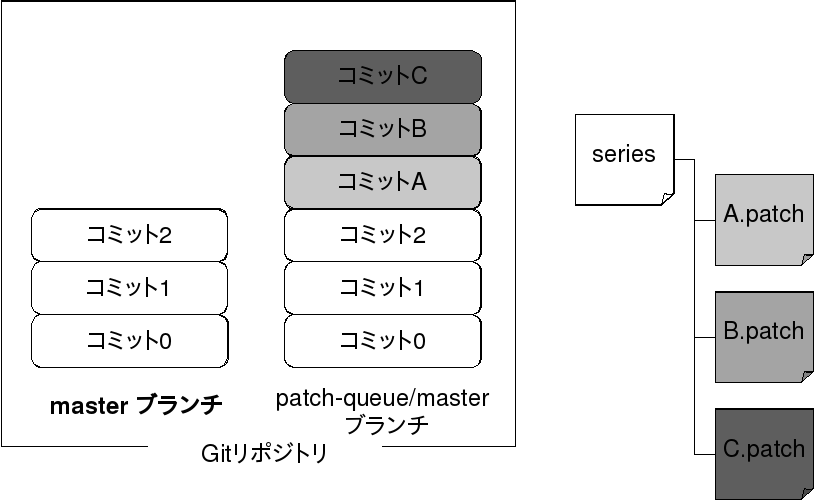 コミットC
コミットB
コミットA
コミット2
コミット1
コミット0
patch-queue/master
ブランチ
コミット2
コミット1
コミット0
master ブランチ
Gitリポジトリ
series
A.patch
B.patch
C.patch